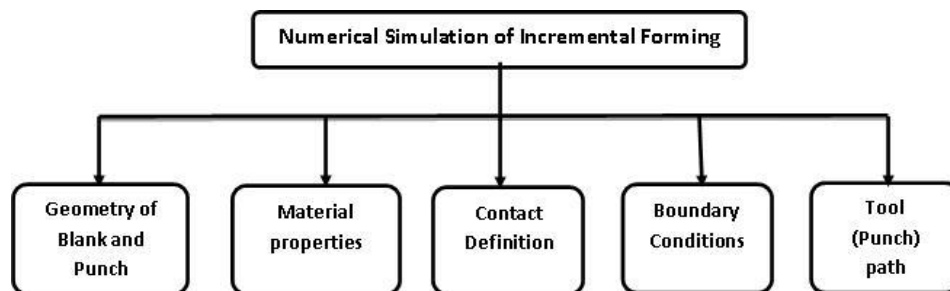 Numerical Simulation of Incremental Forming
Geometry of
Blank and
Punch
Material
properties
Contact
Definition
Boundary
Conditions
Tool
(Punch)
path